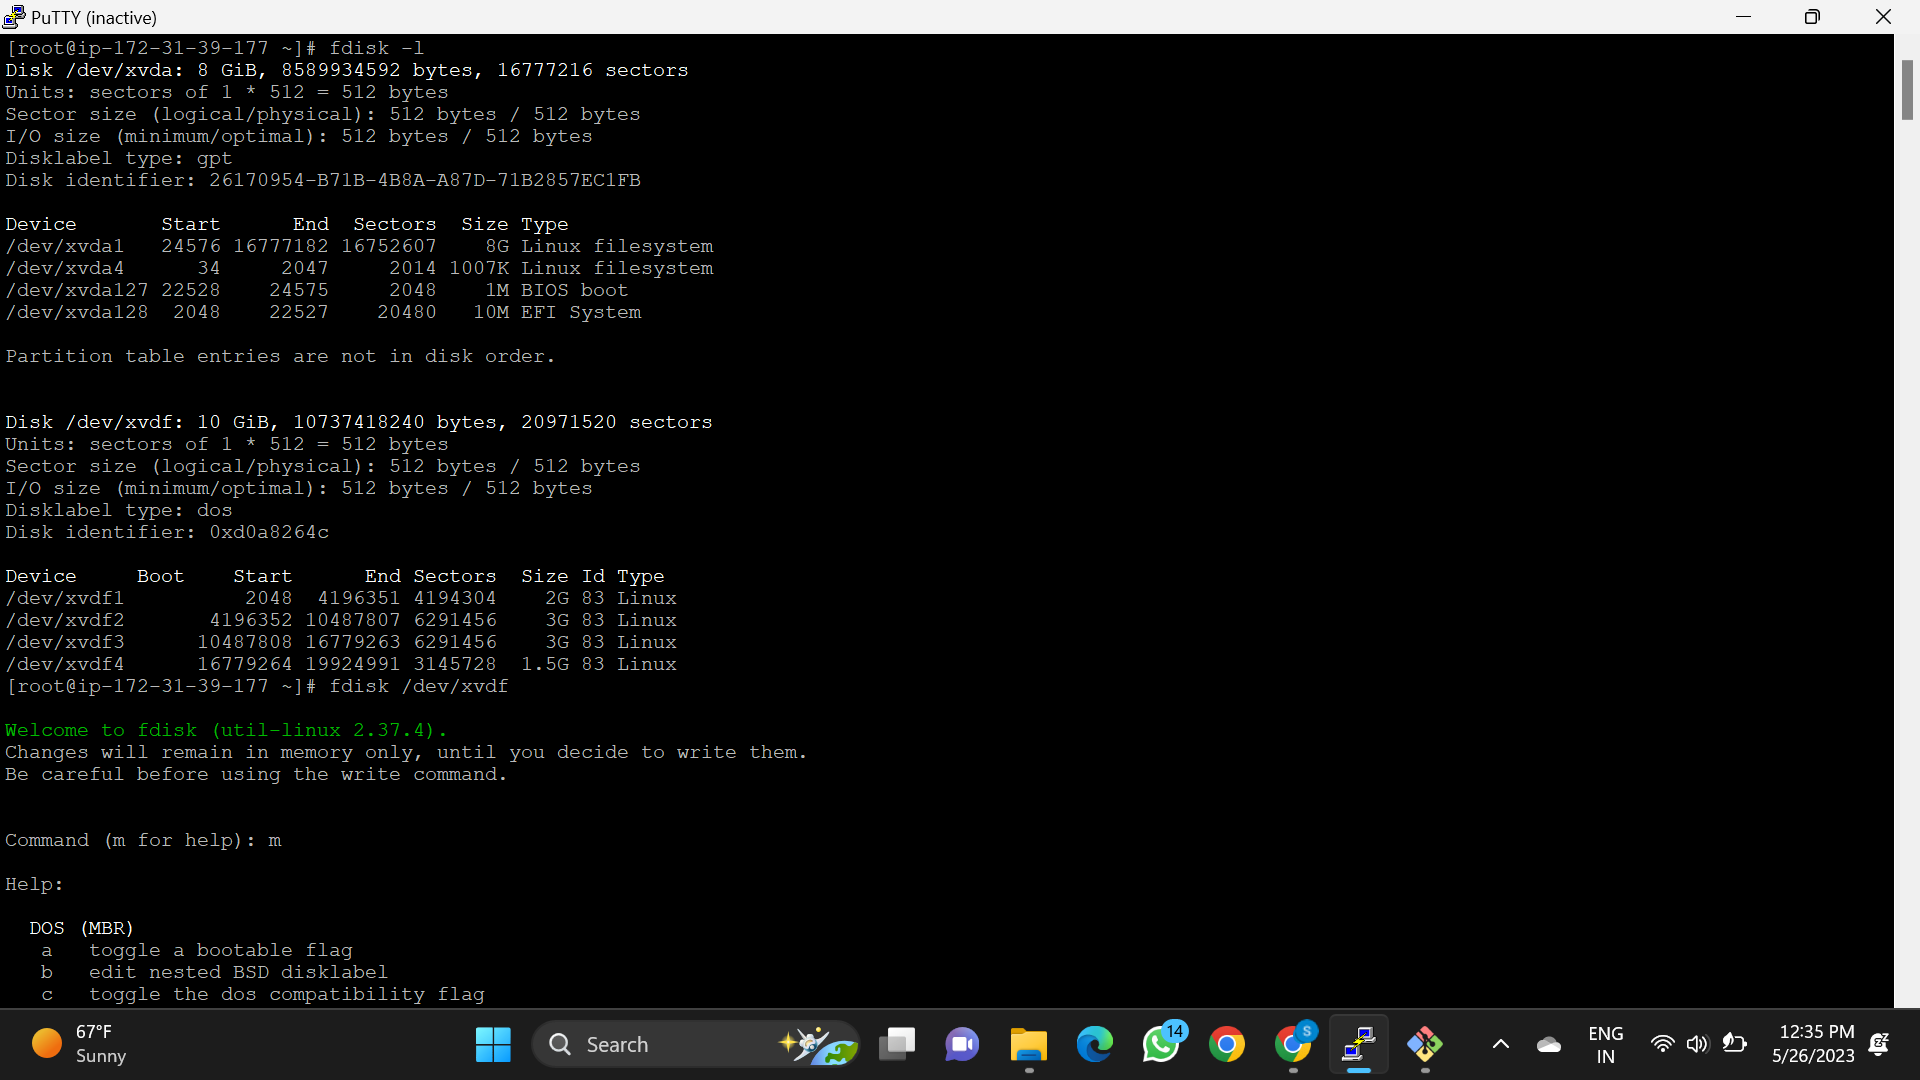 PuTTY (inactive)
[root@ip-172-31-39-177 ~]# fdisk -l
Disk /dev/xvda: 8 GiB, 8589934592 bytes, 16777216 sectors
Units: sectors of 1 * 512 = 512 bytes
Sector size (logical/physical): 512 bytes / 512 bytes
I/O size (minimum/optimal): 512 bytes / 512 bytes
Disklabel type: gpt
Disk identifier: 26170954-B71B-4B8A-A87D-71B2857EC1FB
Device       Start      End  Sectors  Size Type
/dev/xvda1   24576 16777182 16752607    8G Linux filesystem
/dev/xvda4      34     2047     2014 1007K Linux filesystem
/dev/xvda127 22528    24575     2048    1M BIOS boot
/dev/xvda128  2048    22527    20480   10M EFI System
Partition table entries are not in disk order.
Disk /dev/xvdf: 10 GiB, 10737418240 bytes, 20971520 sectors
Units: sectors of 1 * 512 = 512 bytes
Sector size (logical/physical): 512 bytes / 512 bytes
I/O size (minimum/optimal): 512 bytes / 512 bytes
Disklabel type: dos
Disk identifier: 0xd0a8264c
Device     Boot    Start      End Sectors  Size Id Type
/dev/xvdf1          2048  4196351 4194304    2G 83 Linux
/dev/xvdf2       4196352 10487807 6291456    3G 83 Linux
/dev/xvdf3      10487808 16779263 6291456    3G 83 Linux
/dev/xvdf4      16779264 19924991 3145728  1.5G 83 Linux
[root@ip-172-31-39-177 ~]# fdisk /dev/xvdf
Welcome to fdisk (util-linux 2.37.4).
Changes will remain in memory only, until you decide to write them.
Be careful before using the write command.
Command (m for help): m
Help:
DOS (MBR)
a   toggle a bootable flag
b   edit nested BSD disklabel
c   toggle the dos compatibility flag
67°F
Sunny
Search
14
S
ENG
IN
12:35 PM
5/26/2023